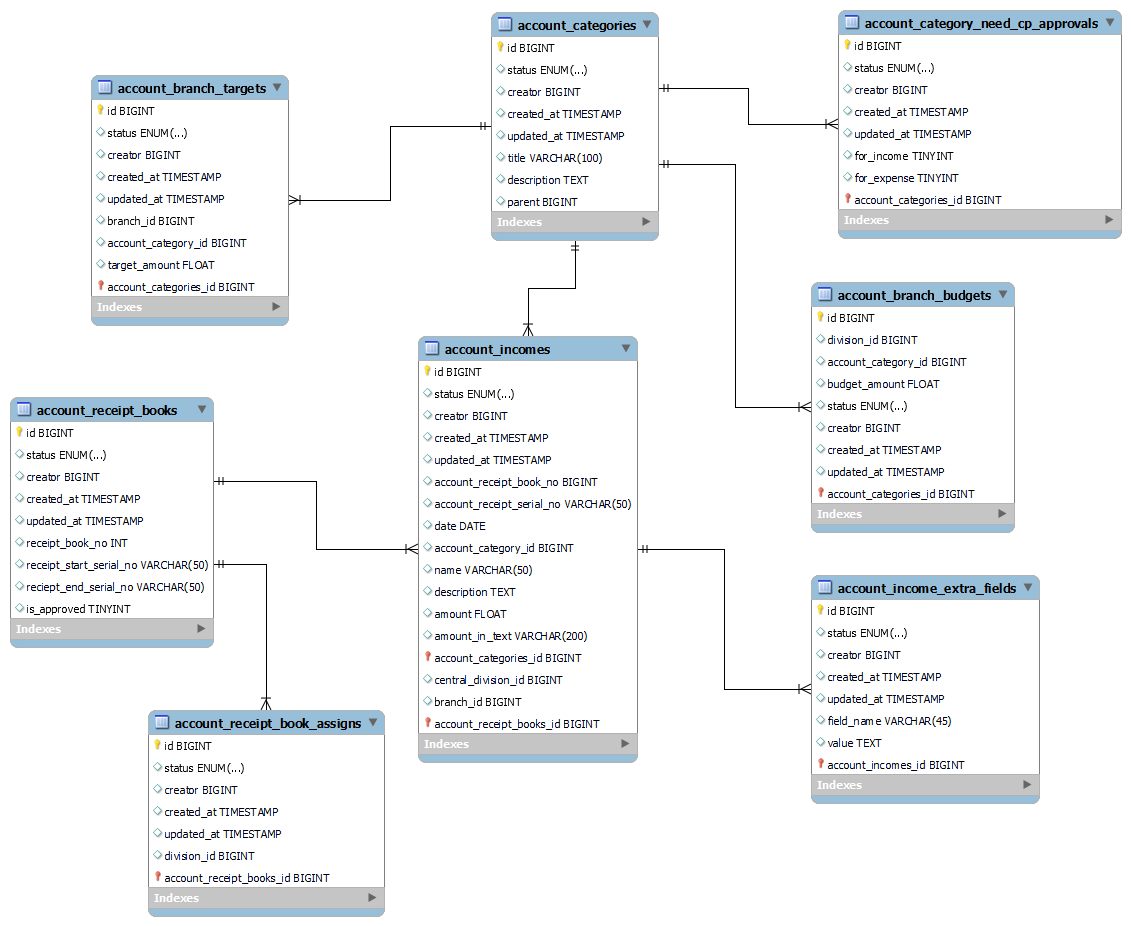 account_categories
id BIGINT
status ENUM(...)
creator BIGINT
created_at TIMESTAMP
updated_at TIMESTAMP
title VARCHAR(100)
description TEXT
parent BIGINT
Indexes
account_category_need_cp_approvals
id BIGINT
status ENUM(...)
creator BIGINT
created_at TIMESTAMP
updated_at TIMESTAMP
for_income TINYINT
for_expense TINYINT
account_categories_id BIGINT
Indexes
account_branch_targets
id BIGINT
status ENUM(...)
creator BIGINT
created_at TIMESTAMP
updated_at TIMESTAMP
branch_id BIGINT
account_category_id BIGINT
target_amount FLOAT
account_categories_id BIGINT
Indexes
account_branch_budgets
id BIGINT
division_id BIGINT
account_category_id BIGINT
budget_amount FLOAT
status ENUM(...)
creator BIGINT
created_at TIMESTAMP
updated_at TIMESTAMP
account_categories_id BIGINT
Indexes
account_incomes
id BIGINT
status ENUM(...)
creator BIGINT
created_at TIMESTAMP
updated_at TIMESTAMP
account_receipt_book_no BIGINT
account_receipt_serial_no VARCHAR(50)
date DATE
account_category_id BIGINT
name VARCHAR(50)
description TEXT
amount FLOAT
amount_in_text VARCHAR(200)
account_categories_id BIGINT
central_division_id BIGINT
branch_id BIGINT
account_receipt_books_id BIGINT
Indexes
account_receipt_books
id BIGINT
status ENUM(...)
creator BIGINT
created_at TIMESTAMP
updated_at TIMESTAMP
receipt_book_no INT
receipt_start_serial_no VARCHAR(50)
reciept_end_serial_no VARCHAR(50)
is_approved TINYINT
Indexes
account_income_extra_fields
id BIGINT
status ENUM(...)
creator BIGINT
created_at TIMESTAMP
updated_at TIMESTAMP
field_name VARCHAR(45)
value TEXT
account_incomes_id BIGINT
Indexes
account_receipt_book_assigns
id BIGINT
status ENUM(...)
creator BIGINT
created_at TIMESTAMP
updated_at TIMESTAMP
division_id BIGINT
account_receipt_books_id BIGINT
Indexes